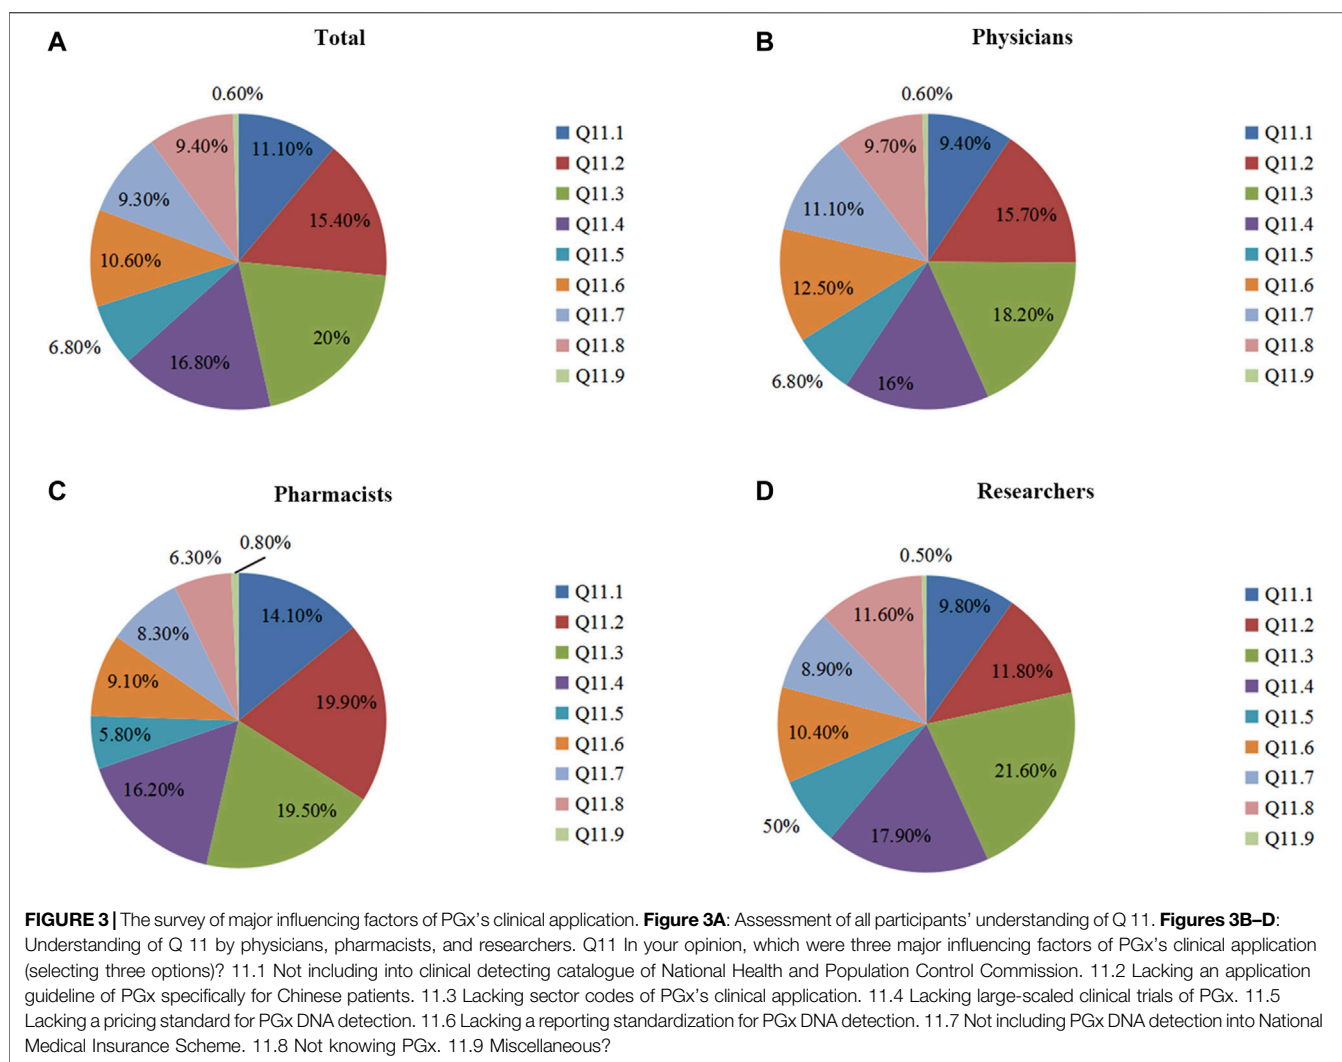 A
Total
0.60%
11.10%
15.40%
20%
16.80%
6.80%
10.60%
9.30%
9.40%
Q11.1
Q11.2
Q11.3
Q11.4
Q11.5
Q11.6
Q11.7
Q11.8
Q11.9
B
Physicians
0.60%
9.40%
15.70%
18.20%
16%
6.80%
12.50%
11.10%
9.70%
Q11.1
Q11.2
Q11.3
Q11.4
Q11.5
Q11.6
Q11.7
Q11.8
Q11.9
C
Pharmacists
0.80%
14.10%
19.90%
19.50%
16.20%
5.80%
9.10%
8.30%
6.30%
Q11.1
Q11.2
Q11.3
Q11.4
Q11.5
Q11.6
Q11.7
Q11.8
Q11.9
D
Researchers
0.50%
9.80%
11.80%
21.60%
17.90%
50%
10.40%
8.90%
11.60%
Q11.1
Q11.2
Q11.3
Q11.4
Q11.5
Q11.6
Q11.7
Q11.8
Q11.9
FIGURE 3 | The survey of major influencing factors of PGx’s clinical application. Figure 3A: Assessment of all participants’ understanding of Q 11. Figures 3B–D:
Understanding of Q 11 by physicians, pharmacists, and researchers. Q11 In your opinion, which were three major influencing factors of PGx’s clinical application
(selecting three options)? 11.1 Not including into clinical detecting catalogue of National Health and Population Control Commission. 11.2 Lacking an application
guideline of PGx specifically for Chinese patients. 11.3 Lacking sector codes of PGx’s clinical application. 11.4 Lacking large-scaled clinical trials of PGx. 11.5
Lacking a pricing standard for PGx DNA detection. 11.6 Lacking a reporting standardization for PGx DNA detection. 11.7 Not including PGx DNA detection into National
Medical Insurance Scheme. 11.8 Not knowing PGx. 11.9 Miscellaneous?